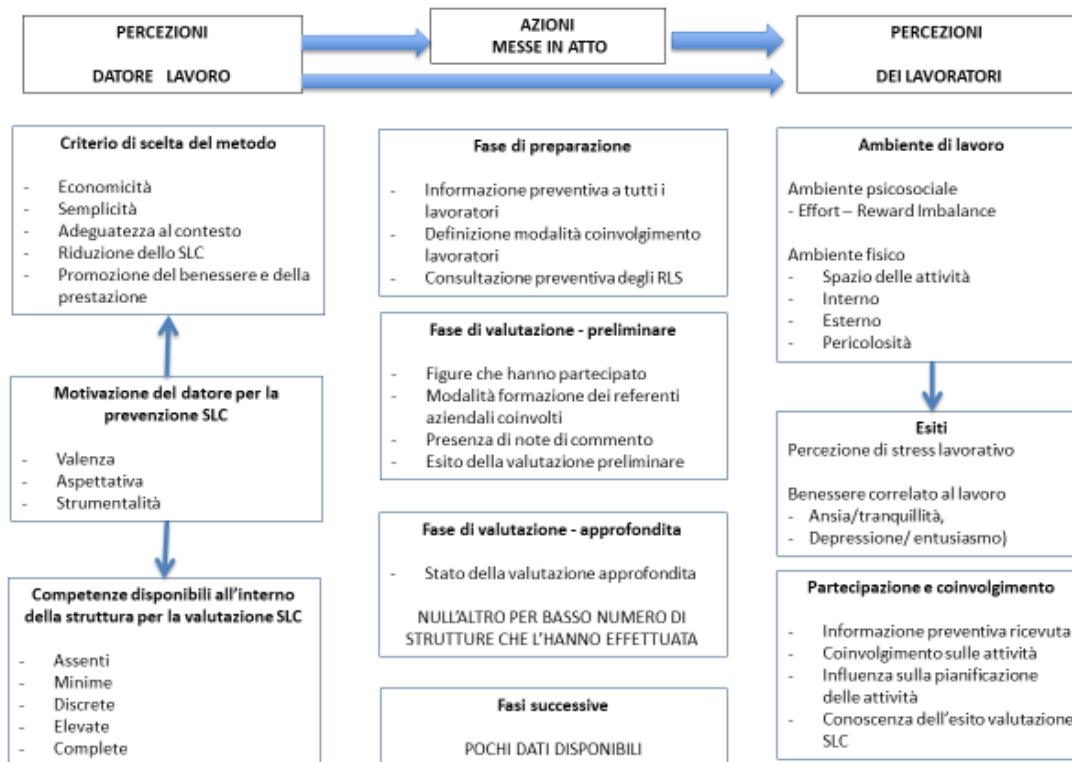 PERCEZIONI
DATORE LAVORO
AZIONI
MESSE IN ATTO
PERCEZIONI
DEI LAVORATORI
Criterio di scelta del metodo
- Economicità
- Semplicità
- Adeguatezza al contesto
- Riduzione dello SLC
- Promozione del benessere e della
prestazione
Motivazione del datore per la
prevenzione SLC
- Valenza
- Aspettativa
- Strumentalità
Competenze disponibili all'interno
della struttura per la valutazione SLC
- Assenti
- Minime
- Discrete
- Elevate
- Complete
Fase di preparazione
- Informazione preventiva a tutti i
lavoratori
- Definizione modalità coinvolgimento
lavoratori
- Consultazione preventiva degli RLS
Fase di valutazione - preliminare
- Figure che hanno partecipato
- Modalità formazione dei referenti
aziendali coinvolti
- Presenza di note di commento
- Esito della valutazione preliminare
Fase di valutazione - approfondita
- Stato della valutazione approfondita
NULL'ALTRO PER BASSO NUMERO DI
STRUTTURE CHE L'HANNO EFFETTUATA
Fasi successive
POCHI DATI DISPONIBILI
Ambiente di lavoro
Ambiente psicosociale
- Effort – Reward Imbalance
Ambiente fisico
- Spazio delle attività
- Interno
- Esterno
- Pericolosità
Esiti
Percezione di stress lavorativo
Benessere correlato al lavoro
- Ansia/tranquillità,
- Depressione/ entusiasmo)
Partecipazione e coinvolgimento
- Informazione preventiva ricevuta
- Coinvolgimento sulle attività
- Influenza sulla pianificazione
delle attività
- Conoscenza dell'esito valutazione
SLC